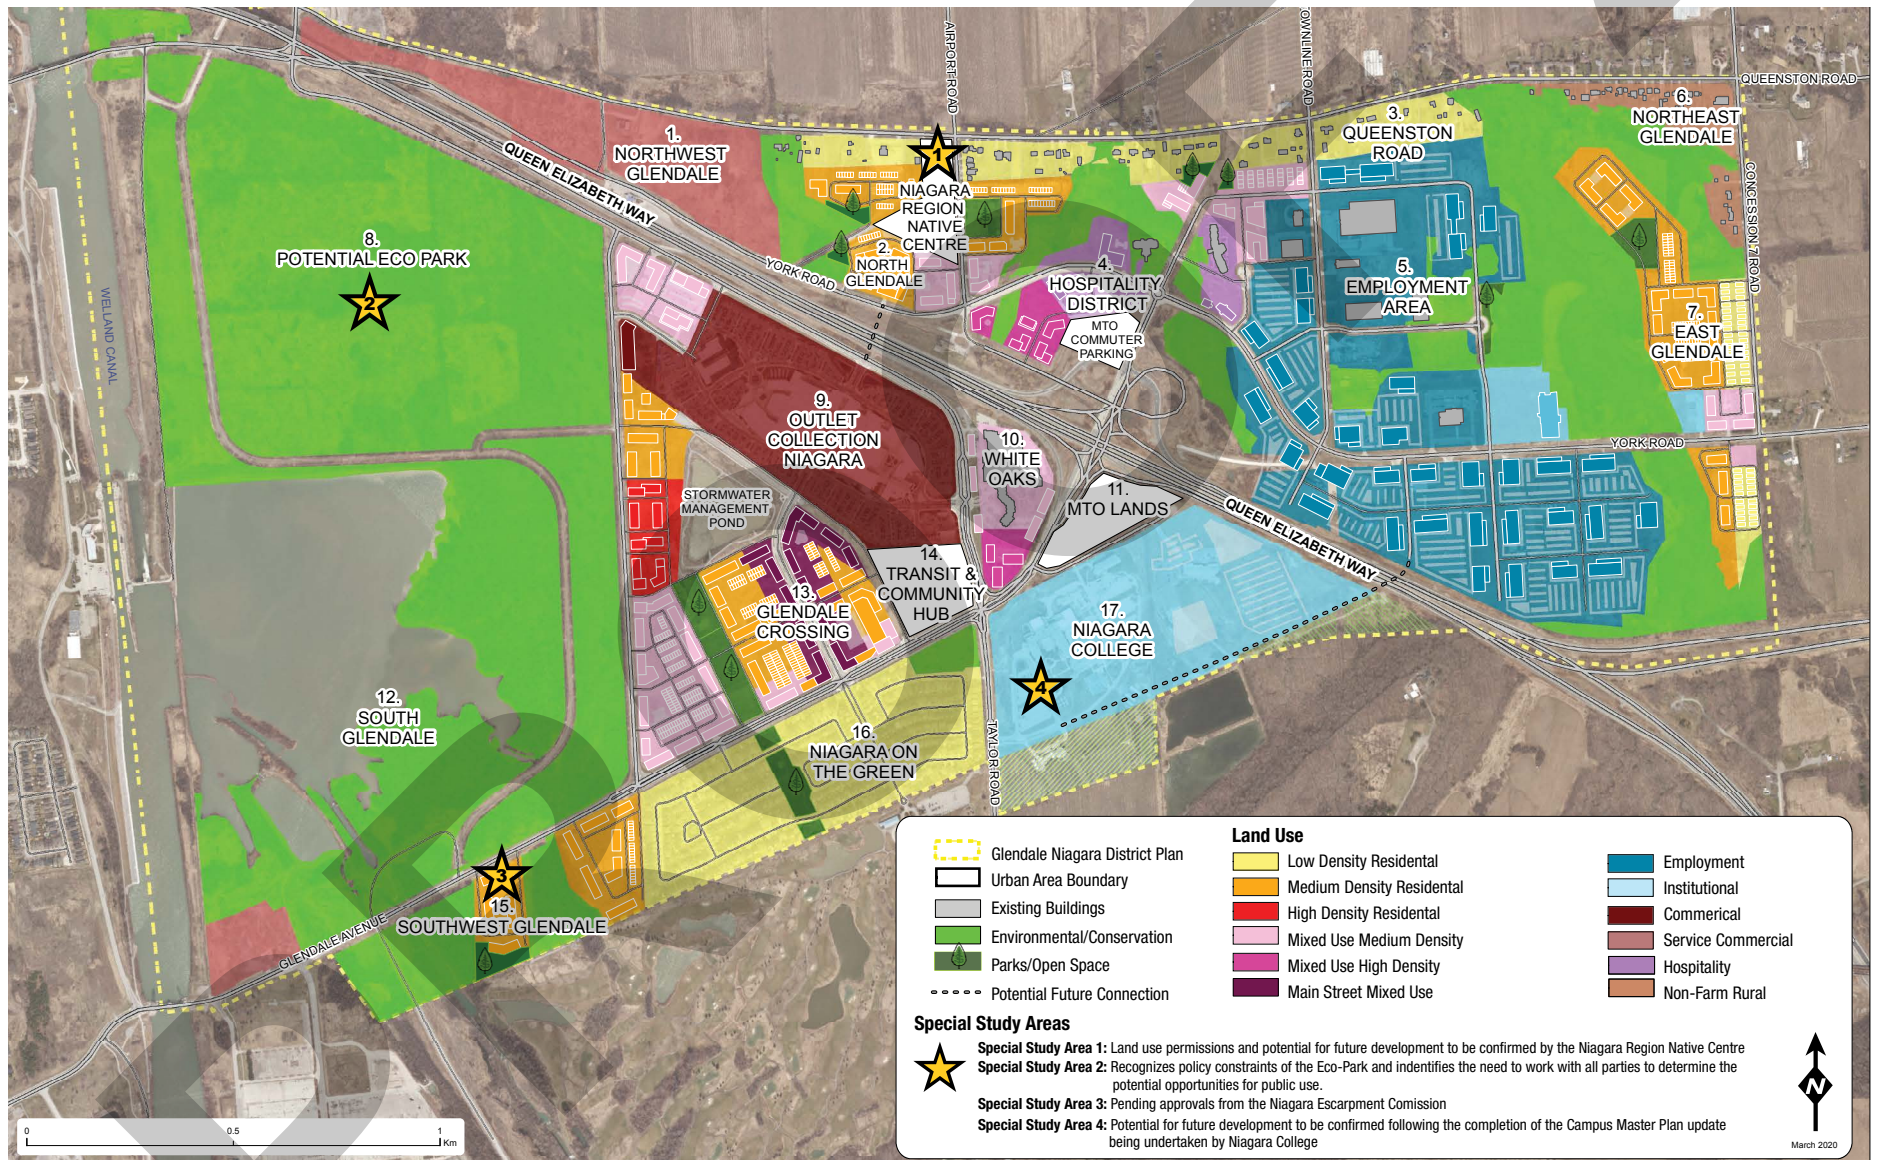 QUEENSTON ROAD
AIRPORT ROAD
OWNLINE ROAD
CONCESSION 7 ROAD
1.
NORTHWEST
GLENDALE
QUEEN ELIZABETH WAY
3.
QUEENSTON
ROAD
6.
NORTHEAST
GLENDALE
1
NIAGARA
REGION
NATIVE
CENTRE
2.
NORTH
GLENDALE
YORK ROAD
8.
POTENTIAL ECO PARK
2
WELLAND CANAL
4.
HOSPITALITY
DISTRICT
MTO
COMMUTER
PARKING
5.
EMPLOYMENT
AREA
7.
EAST
GLENDALE
9.
OUTLET
COLLECTION
NIAGARA
10.
WHITE
OAKS
11.
MTO LANDS
YORK ROAD
STORMWATER
MANAGEMENT
POND
QUEEN ELIZABETH WAY
14.
TRANSIT &
COMMUNITY
HUB
13.
GLENDALE
CROSSING
17.
NIAGARA
COLLEGE
4
12.
SOUTH
GLENDALE
16.
NIAGARA ON
THE GREEN
TAYLOR ROAD
3
15.
SOUTHWEST GLENDALE
GLENDALE AVENUE
Glendale Niagara District Plan
Urban Area Boundary
Existing Buildings
Environmental/Conservation
Parks/Open Space
Potential Future Connection
Land Use
Low Density Residental
Medium Density Residental
High Density Residental
Mixed Use Medium Density
Mixed Use High Density
Main Street Mixed Use
Employment
Institutional
Commerical
Service Commercial
Hospitality
Non-Farm Rural
Special Study Areas
Special Study Area 1: Land use permissions and potential for future development to be confirmed by the Niagara Region Native Centre
Special Study Area 2: Recognizes policy constraints of the Eco-Park and indentifies the need to work with all parties to determine the
potential opportunities for public use.
Special Study Area 3: Pending approvals from the Niagara Escarpment Comission
Special Study Area 4: Potential for future development to be confirmed following the completion of the Campus Master Plan update
being undertaken by Niagara College
N
March 2020
0 0.5 1
Km